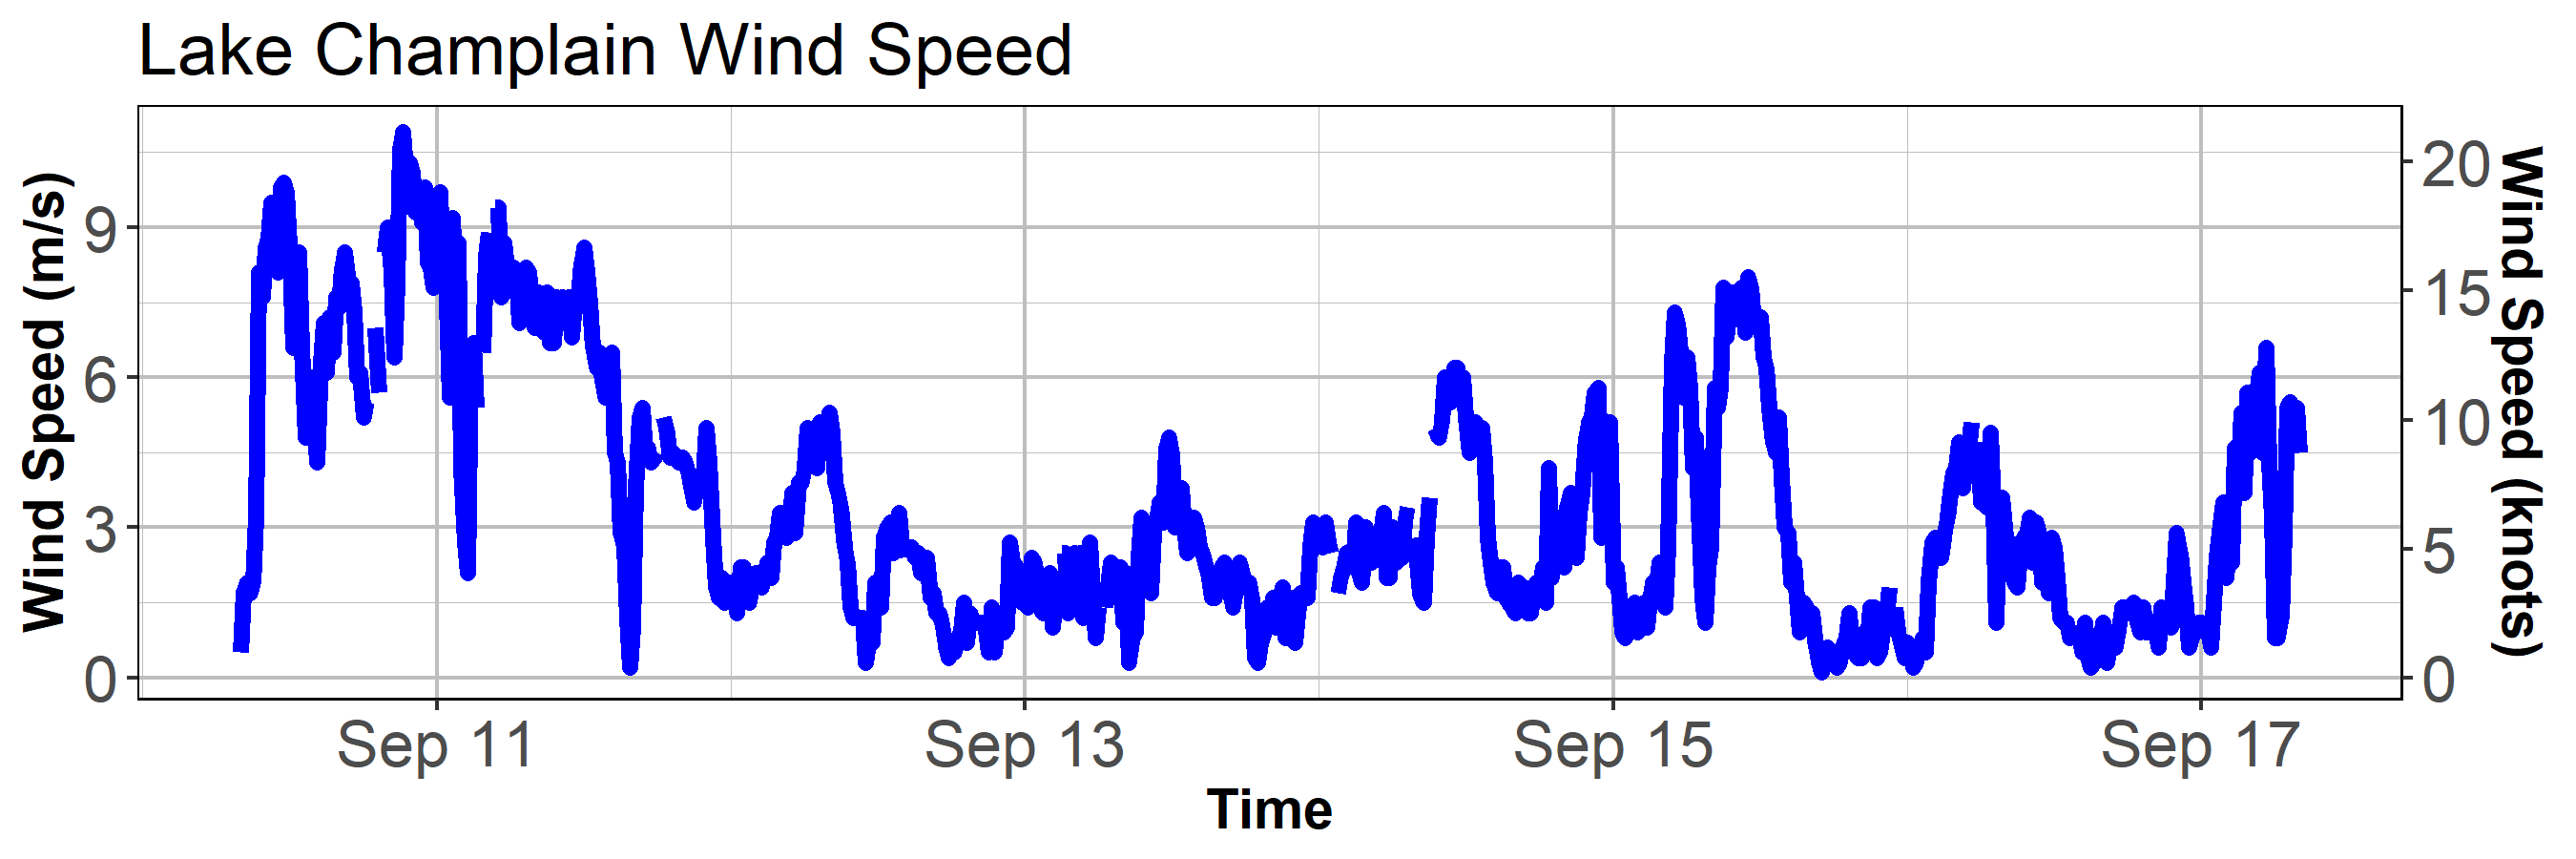 Lake Champlain Wind Speed
Wind Speed (m/s)
9
6
3
0
20
15
10
5
0
Wind Speed (knots)
Sep 11
Sep 13
Sep 15
Sep 17
Time